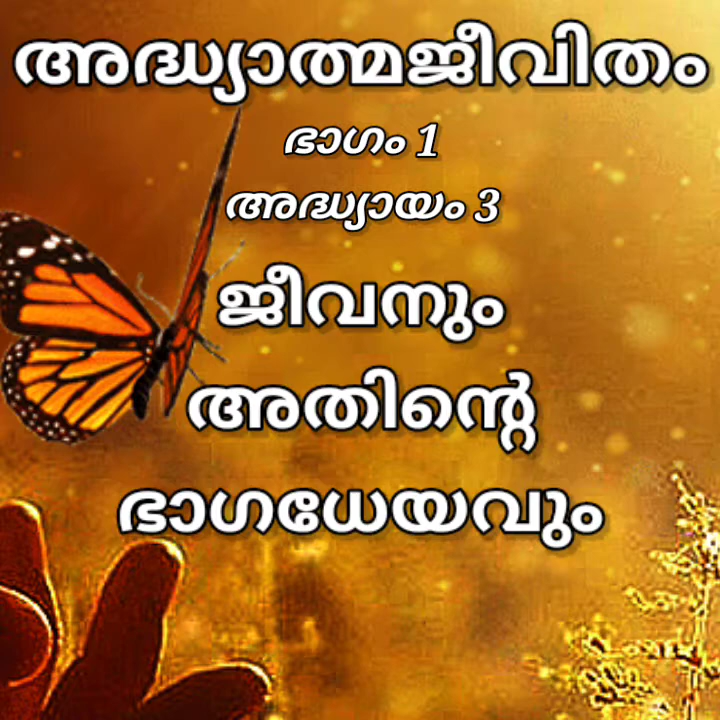 അദ്ധ്യാത്മജീവിതം
ഭാഗം 1
അദ്ധ്യായം 3
ജീവനും
അതിന്റെ
ഭാഗധേയവും